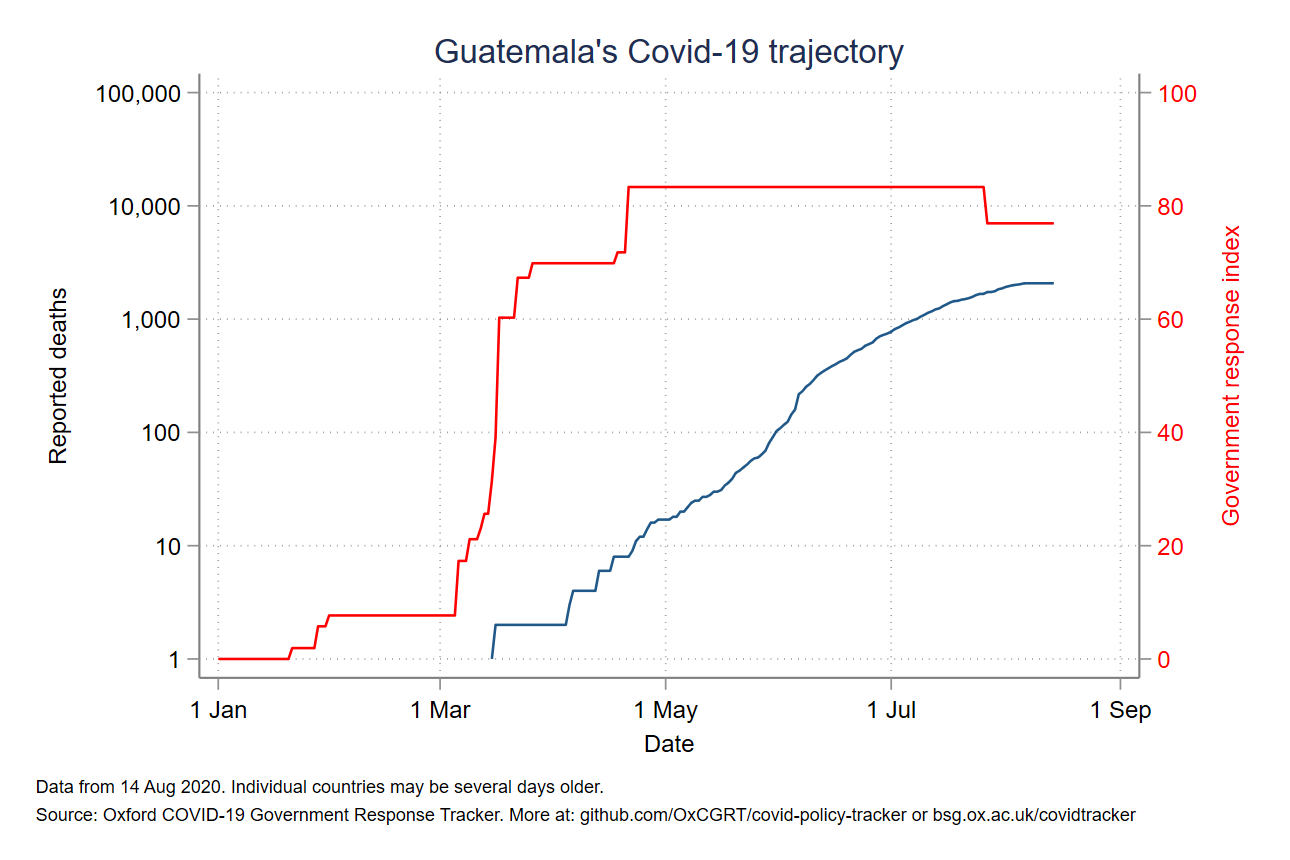 Guatemala's Covid-19 trajectory
100,000
10,000
1,000
100
10
1
Reported deaths
100
80
60
40
20
0
Government response index
1 Jan
1 Mar
1 May
1 Jul
1 Sep
Date
Data from 14 Aug 2020. Individual countries may be several days older.
Source: Oxford COVID-19 Government Response Tracker. More at: github.com/OxCGRT/covid-policy-tracker or bsg.ox.ac.uk/covidtracker